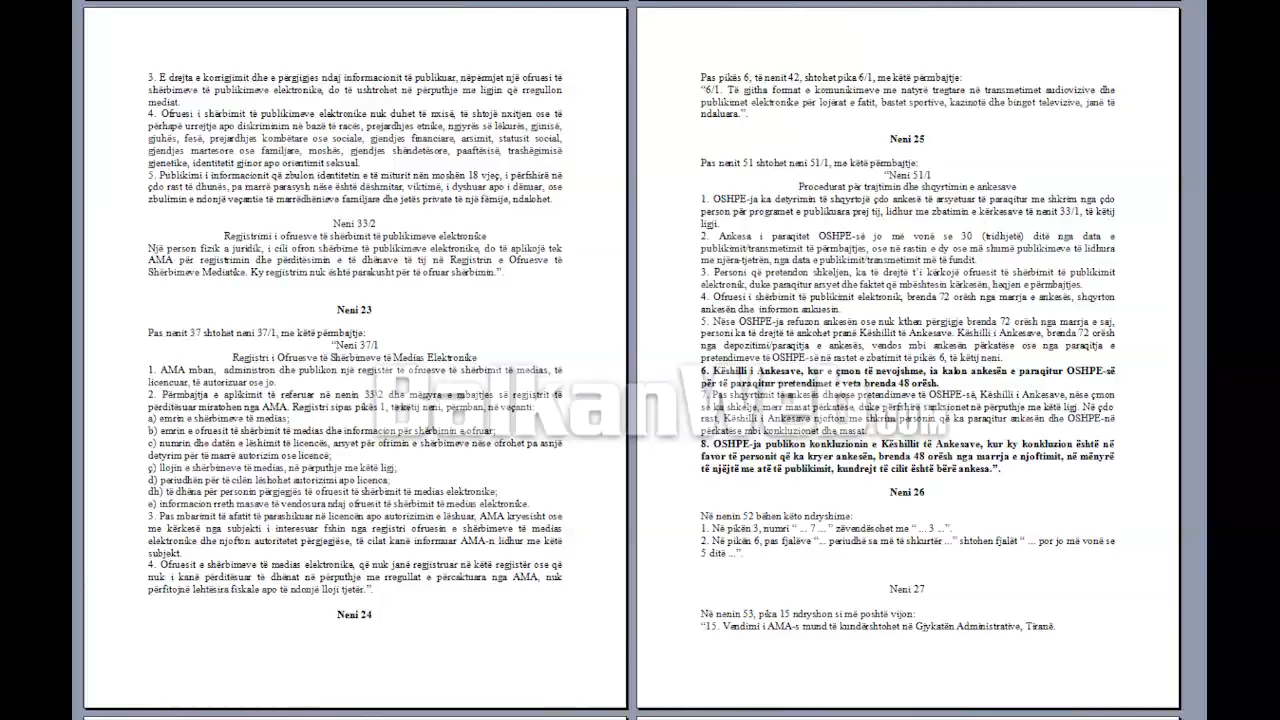 3. E drejta e korrigjimit dhe e përgjigjes ndaj informacionit të publikuar, nëpërmjet një ofruesi të
shërbimeve të publikimeve elektronike, do të ushtrohet në përputhje me ligjin që rregullon
mediat.
4. Ofruesi i shërbimit të publikimeve elektronike nuk duhet të nxisë, të shtojë nxitjen ose të
përhapë urrejtje apo diskriminim në bazë të racës, prejardhjes etnike, ngjyrës së lëkurës, gjinisë,
gjuhës, fesë, prejardhjes kombëtare ose sociale, gjendjes financiare, arsimit, statusit social,
gjendjes martesore ose familjare, moshës, gjendjes shëndetësore, paaftësisë, trashëgimisë
gjenetike, identitetit gjinor apo orientimit seksual.
5. Publikimi i informacionit që zbulon identitetin e të miturit nën moshën 18 vjeç, i përfshirë në
çdo rast të dhunës, pa marrë parasysh nëse është dëshmitar, viktimë, i dyshuar apo i dënuar, ose
zbulimin e ndonjë veçantie të marrëdhënieve familjare dhe jetës private të një fëmije, ndalohet.
Neni 33/2
Regjistrimi i ofruesve të shërbimit të publikimeve elektronike
Një person fizik a juridik, i cili ofron shërbime të publikimeve elektronike, do të aplikojë tek
AMA për regjistrimin dhe përditësimin e të dhënave të tij në Regjistrin e Ofruesve të
Shërbimeve Mediatike. Ky regjistrim nuk është parakusht për të ofruar shërbimin.”.
Neni 23
Pas nenit 37 shtohet neni 37/1, me këtë përmbajtje:
“Neni 37/1
Regjistri i Ofruesve të Shërbimeve të Medias Elektronike
1. AMA mban, administron dhe publikon një regjistër të ofruesve të shërbimeve të medias, të
licencuar, të autorizuar ose jo.
2. Përmbajtja e aplikimit të referuar në nenin 33/2 dhe mënyra e mbajtjes së regjistrit të
përditësuar miratohen nga AMA. Regjistri sipas pikës 1, të këtij neni, përmban, në veçanti:
a) emrin e shërbimeve të medias;
b) emrin e ofruesit të shërbimit të medias dhe informacion për shërbimin e ofruar;
c) numrin dhe datën e lëshimit të licencës, arsyet për ofrimin e shërbimeve nëse ofrohet pa asnjë
detyrim për të marrë autorizim ose licencë;
ç) llojin e shërbimeve të medias, në përputhje me këtë ligj;
d) periudhën për të cilën lëshohet autorizimi apo licenca;
dh) të dhëna për personin përgjegjës të ofruesit të shërbimit të medias elektronike;
e) informacion rreth masave të vendosura ndaj ofruesit të shërbimit të medias elektronike.
3. Pas mbarimit të afatit të parashikuar në licencën apo autorizimin e lëshuar, AMA kryesisht ose
me kërkesë nga subjekti i interesuar fshin nga regjistri ofruesin e shërbimeve të medias
elektronike dhe njofton autoritetet përgjegjëse, të cilat kanë informuar AMA-n lidhur me këtë
subjekt.
4. Ofruesit e shërbimeve të medias elektronike, që nuk janë regjistruar në këtë regjistër ose që
nuk i kanë përditësuar të dhënat në përputhje me rregullat e përcaktuara nga AMA, nuk
përfitojnë lehtësira fiskale apo të ndonjë lloji tjetër.”.
Neni 24
Pas pikës 6, të nenit 42, shtohet pika 6/1, me këtë përmbajtje:
“6/1. Të gjitha format e komunikimeve me natyrë tregtare në transmetimet audiovizive dhe
publikimet elektronike për lojërat e fatit, bastet sportive, kazinotë dhe bingot televizive, janë të
ndaluara.”.
Neni 25
Pas nenit 51 shtohet neni 51/1, me këtë përmbajtje:
“Neni 51/1
Procedurat për trajtimin dhe shqyrtimin e ankesave
1. OSHPE-ja ka detyrimin të shqyrtojë çdo ankesë të arsyetuar të paraqitur me shkrim nga çdo
person për programet e publikuara prej tij, lidhur me zbatimin e kërkesave të nenit 33/1, të këtij
ligji.
2. Ankesa i paraqitet OSHPE-së jo më vonë se 30 (tridhjetë) ditë nga data e
publikimit/transmetimit të përmbajtjes, ose në rastin e dy ose më shumë publikimeve të lidhura
me njëra-tjetrën, nga data e publikimit/transmetimit më të fundit.
3. Personi që pretendon shkeljen, ka të drejtë t`i kërkojë ofruesit të shërbimit të publikimit
elektronik, duke paraqitur arsyet dhe faktet që mbështesin kërkesën, heqjen e përmbajtjes.
4. Ofruesi i shërbimit të publikimit elektronik, brenda 72 orësh nga marrja e ankesës, shqyrton
ankesën dhe informon ankuesin.
5. Nëse OSHPE-ja refuzon ankesën ose nuk kthen përgjigje brenda 72 orësh nga marrja e saj,
personi ka të drejtë të ankohet pranë Këshillit të Ankesave. Këshilli i Ankesave, brenda 72 orësh
nga depozitimi/paraqitja e ankesës, vendos mbi ankesën përkatëse ose nga paraqitja e
pretendimeve të OSHPE-së në rastet e zbatimit të pikës 6, të këtij neni.
6. Këshilli i Ankesave, kur e çmon të nevojshme, ia kalon ankesën e paraqitur OSHPE-së
për të paraqitur pretendimet e veta brenda 48 orësh.
7. Pas shqyrtimit të ankesës dhe/ose pretendimeve të OSHPE-së, Këshilli i Ankesave, nëse çmon
se ka shkelje, merr masat përkatëse, duke përfshirë sanksionet në përputhje me këtë ligj. Në çdo
rast, Këshilli i Ankesave njofton me shkrim personin që ka paraqitur ankesën dhe OSHPE-në
përkatëse mbi konkluzionet dhe masat.
8. OSHPE-ja publikon konkluzionin e Këshillit të Ankesave, kur ky konkluzion është në
favor të personit që ka kryer ankesën, brenda 48 orësh nga marrja e njoftimit, në mënyrë
të njëjtë me atë të publikimit, kundrejt të cilit është bërë ankesa.”.
Neni 26
Në nenin 52 bëhen këto ndryshime:
1. Në pikën 3, numri “ ... 7 ...” zëvendësohet me “ ... 3 ...”.
2. Në pikën 6, pas fjalëve “... periudhë sa më të shkurtër ...” shtohen fjalët “ ... por jo më vonë se
5 ditë ...”.
Neni 27
Në nenin 53, pika 15 ndryshon si më poshtë vijon:
“15. Vendimi i AMA-s mund të kundërshtohet në Gjykatën Administrative, Tiranë.
BalkanWeb.com